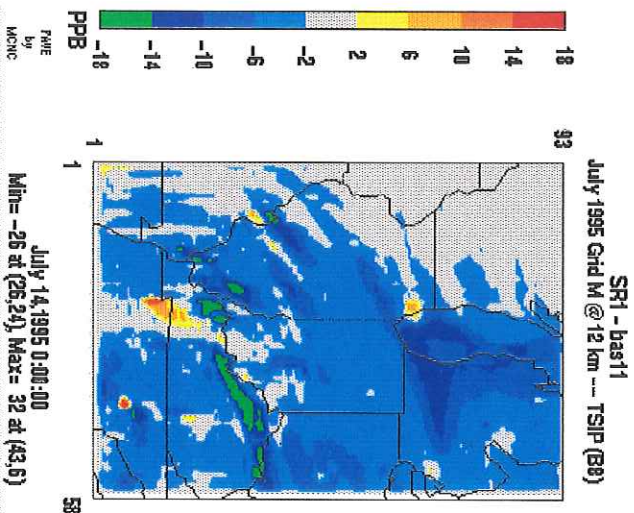 SR1 - bas11
July 1995 Grid M @ 12 km --- TSIP (B8)
18
14
10
6
2
-2
-6
-10
-14
-18
PPB
93
1
1
58
PAVE
by
MCNC
July 14,1995 0:00:00
Min= -26 at (26,24), Max= 32 at (43,6)